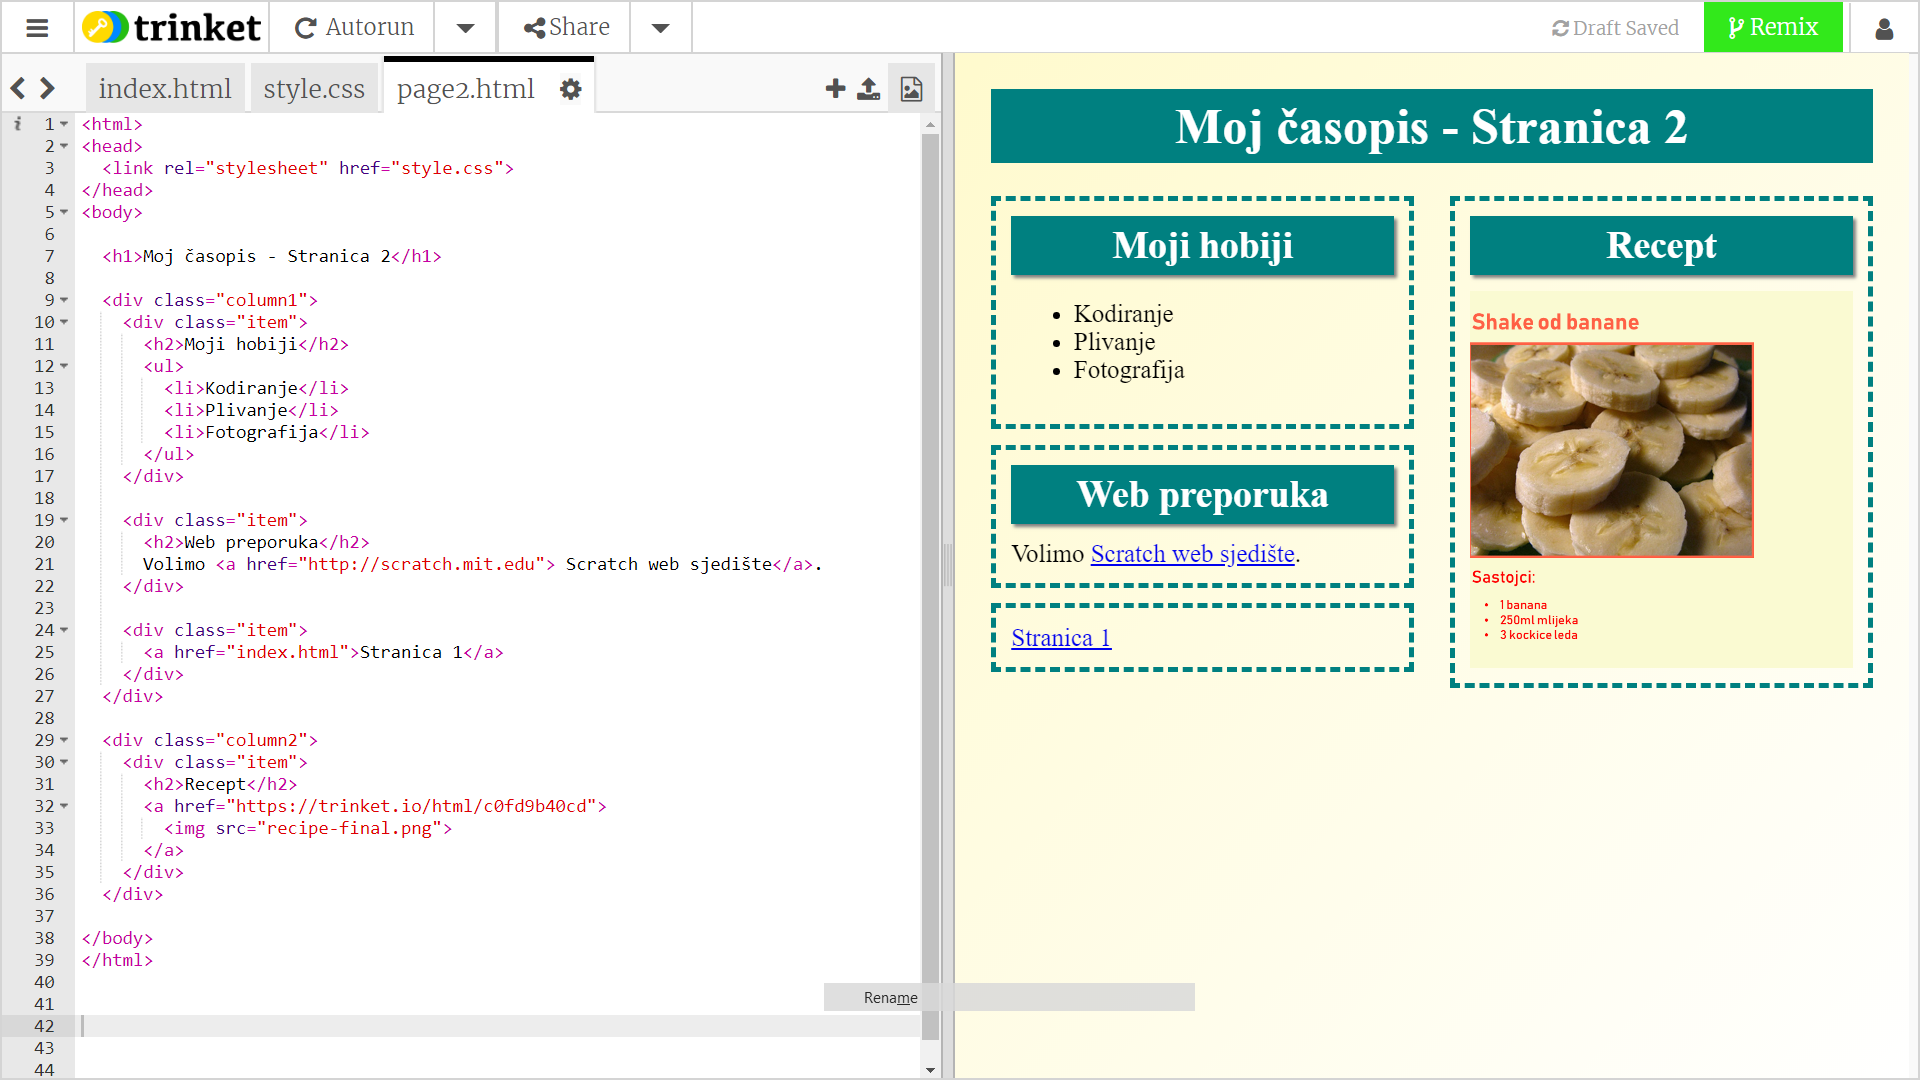 trinket Autorun Share Draft Saved Remix
index.html style.css page2.html
1 <html>
2 <head>
3 <link rel="stylesheet" href="style.css">
4 </head>
5 <body>
6
7 <h1>Moj časopis - Stranica 2</h1>
8
9 <div class="column1">
10 <div class="item">
11 <h2>Moji hobiji</h2>
12 <ul>
13 <li>Kodiranje</li>
14 <li>Plivanje</li>
15 <li>Fotografija</li>
16 </ul>
17 </div>
18
19 <div class="item">
20 <h2>Web preporuka</h2>
21 Volimo <a href="http://scratch.mit.edu"> Scratch web sjedište</a>.
22 </div>
23
24 <div class="item">
25 <a href="index.html">Stranica 1</a>
26 </div>
27 </div>
28
29 <div class="column2">
30 <div class="item">
31 <h2>Recept</h2>
32 <a href="https://trinket.io/html/c0fd9b40cd">
33 <img src="recipe-final.png">
34 </a>
35 </div>
36 </div>
37
38 </body>
39 </html>
40
41
42
43
44
Rename
Moj časopis - Stranica 2
Moji hobiji
• Kodiranje
• Plivanje
• Fotografija
Web preporuka
Volimo Scratch web sjedište.
Stranica 1
Recept
Shake od banane
Sastojci:
• 1 banana
• 250ml mlijeka
• 3 kockice leda